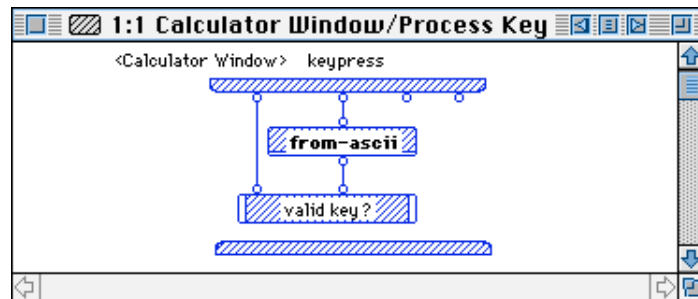 1:1 Calculator Window/Process Key
<Calculator Window> keypress
from-ascii
valid key?